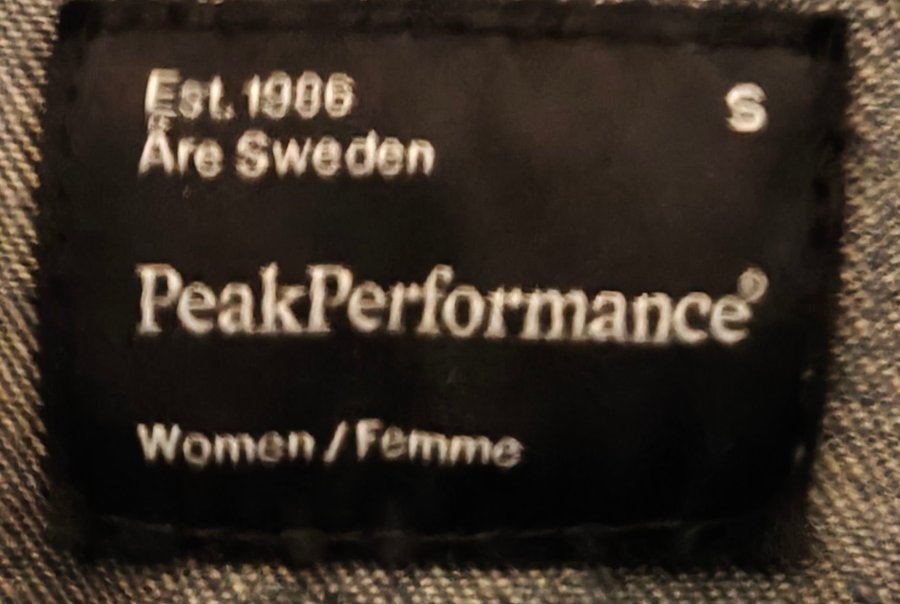 Est. 1986
S
Åre Sweden
PeakPerformance®
Women / Femme